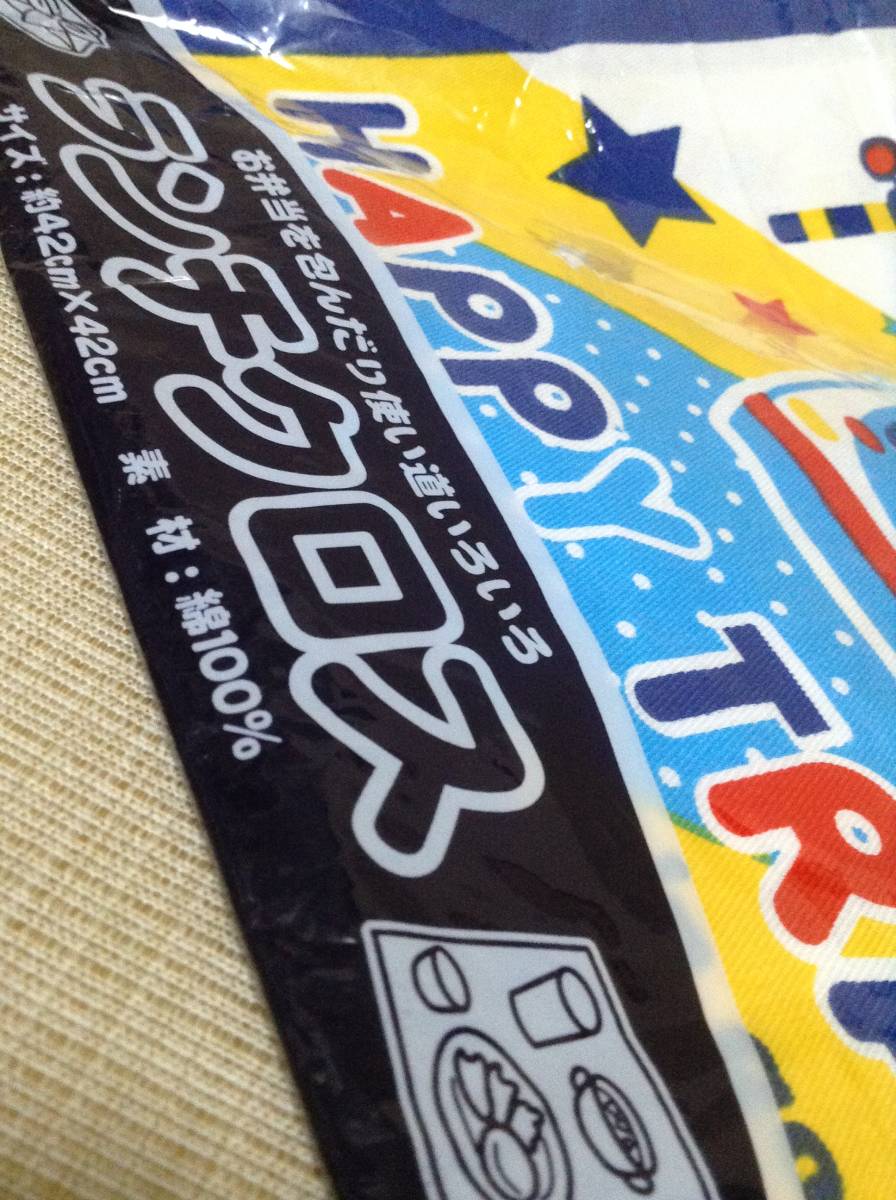 お弁当を包んだり使い道いろいろ
ランチクロス
サイズ:約42cm×42cm
素材:綿100%
HAPPY